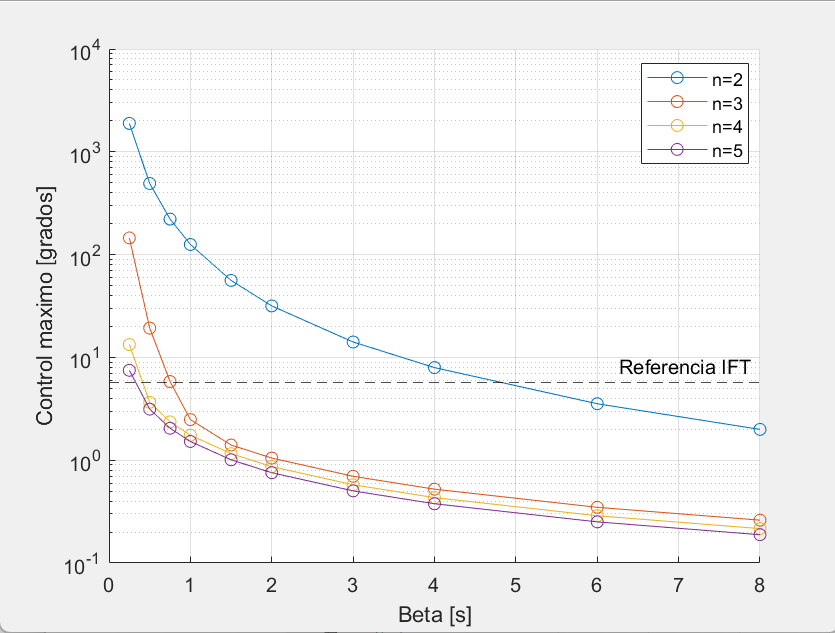 10^4
n=2
n=3
n=4
n=5
10^3
10^2
10^1
Referencia IFT
10^0
10^-1
Control maximo [grados]
0 1 2 3 4 5 6 7 8
Beta [s]